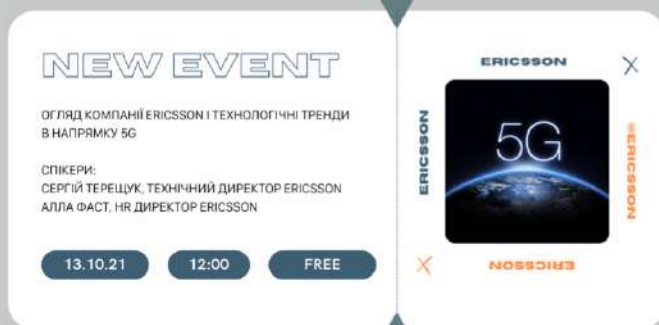 NEW EVENT
ОГЛЯД КОМПАНІЇ ERICSSON І ТЕХНОЛОГІЧНІ ТРЕНДИ
В НАПРЯМКУ 5G
СПІКЕРИ:
СЕРГІЙ ТЕРЕЩУК, ТЕХНІЧНИЙ ДИРЕКТОР ERICSSON
АЛЛА ФАСТ, HR ДИРЕКТОР ERICSSON
13.10.21 12:00 FREE
ERICSSON
ERICSSON
5G
@ERICSSON
ERICSSON